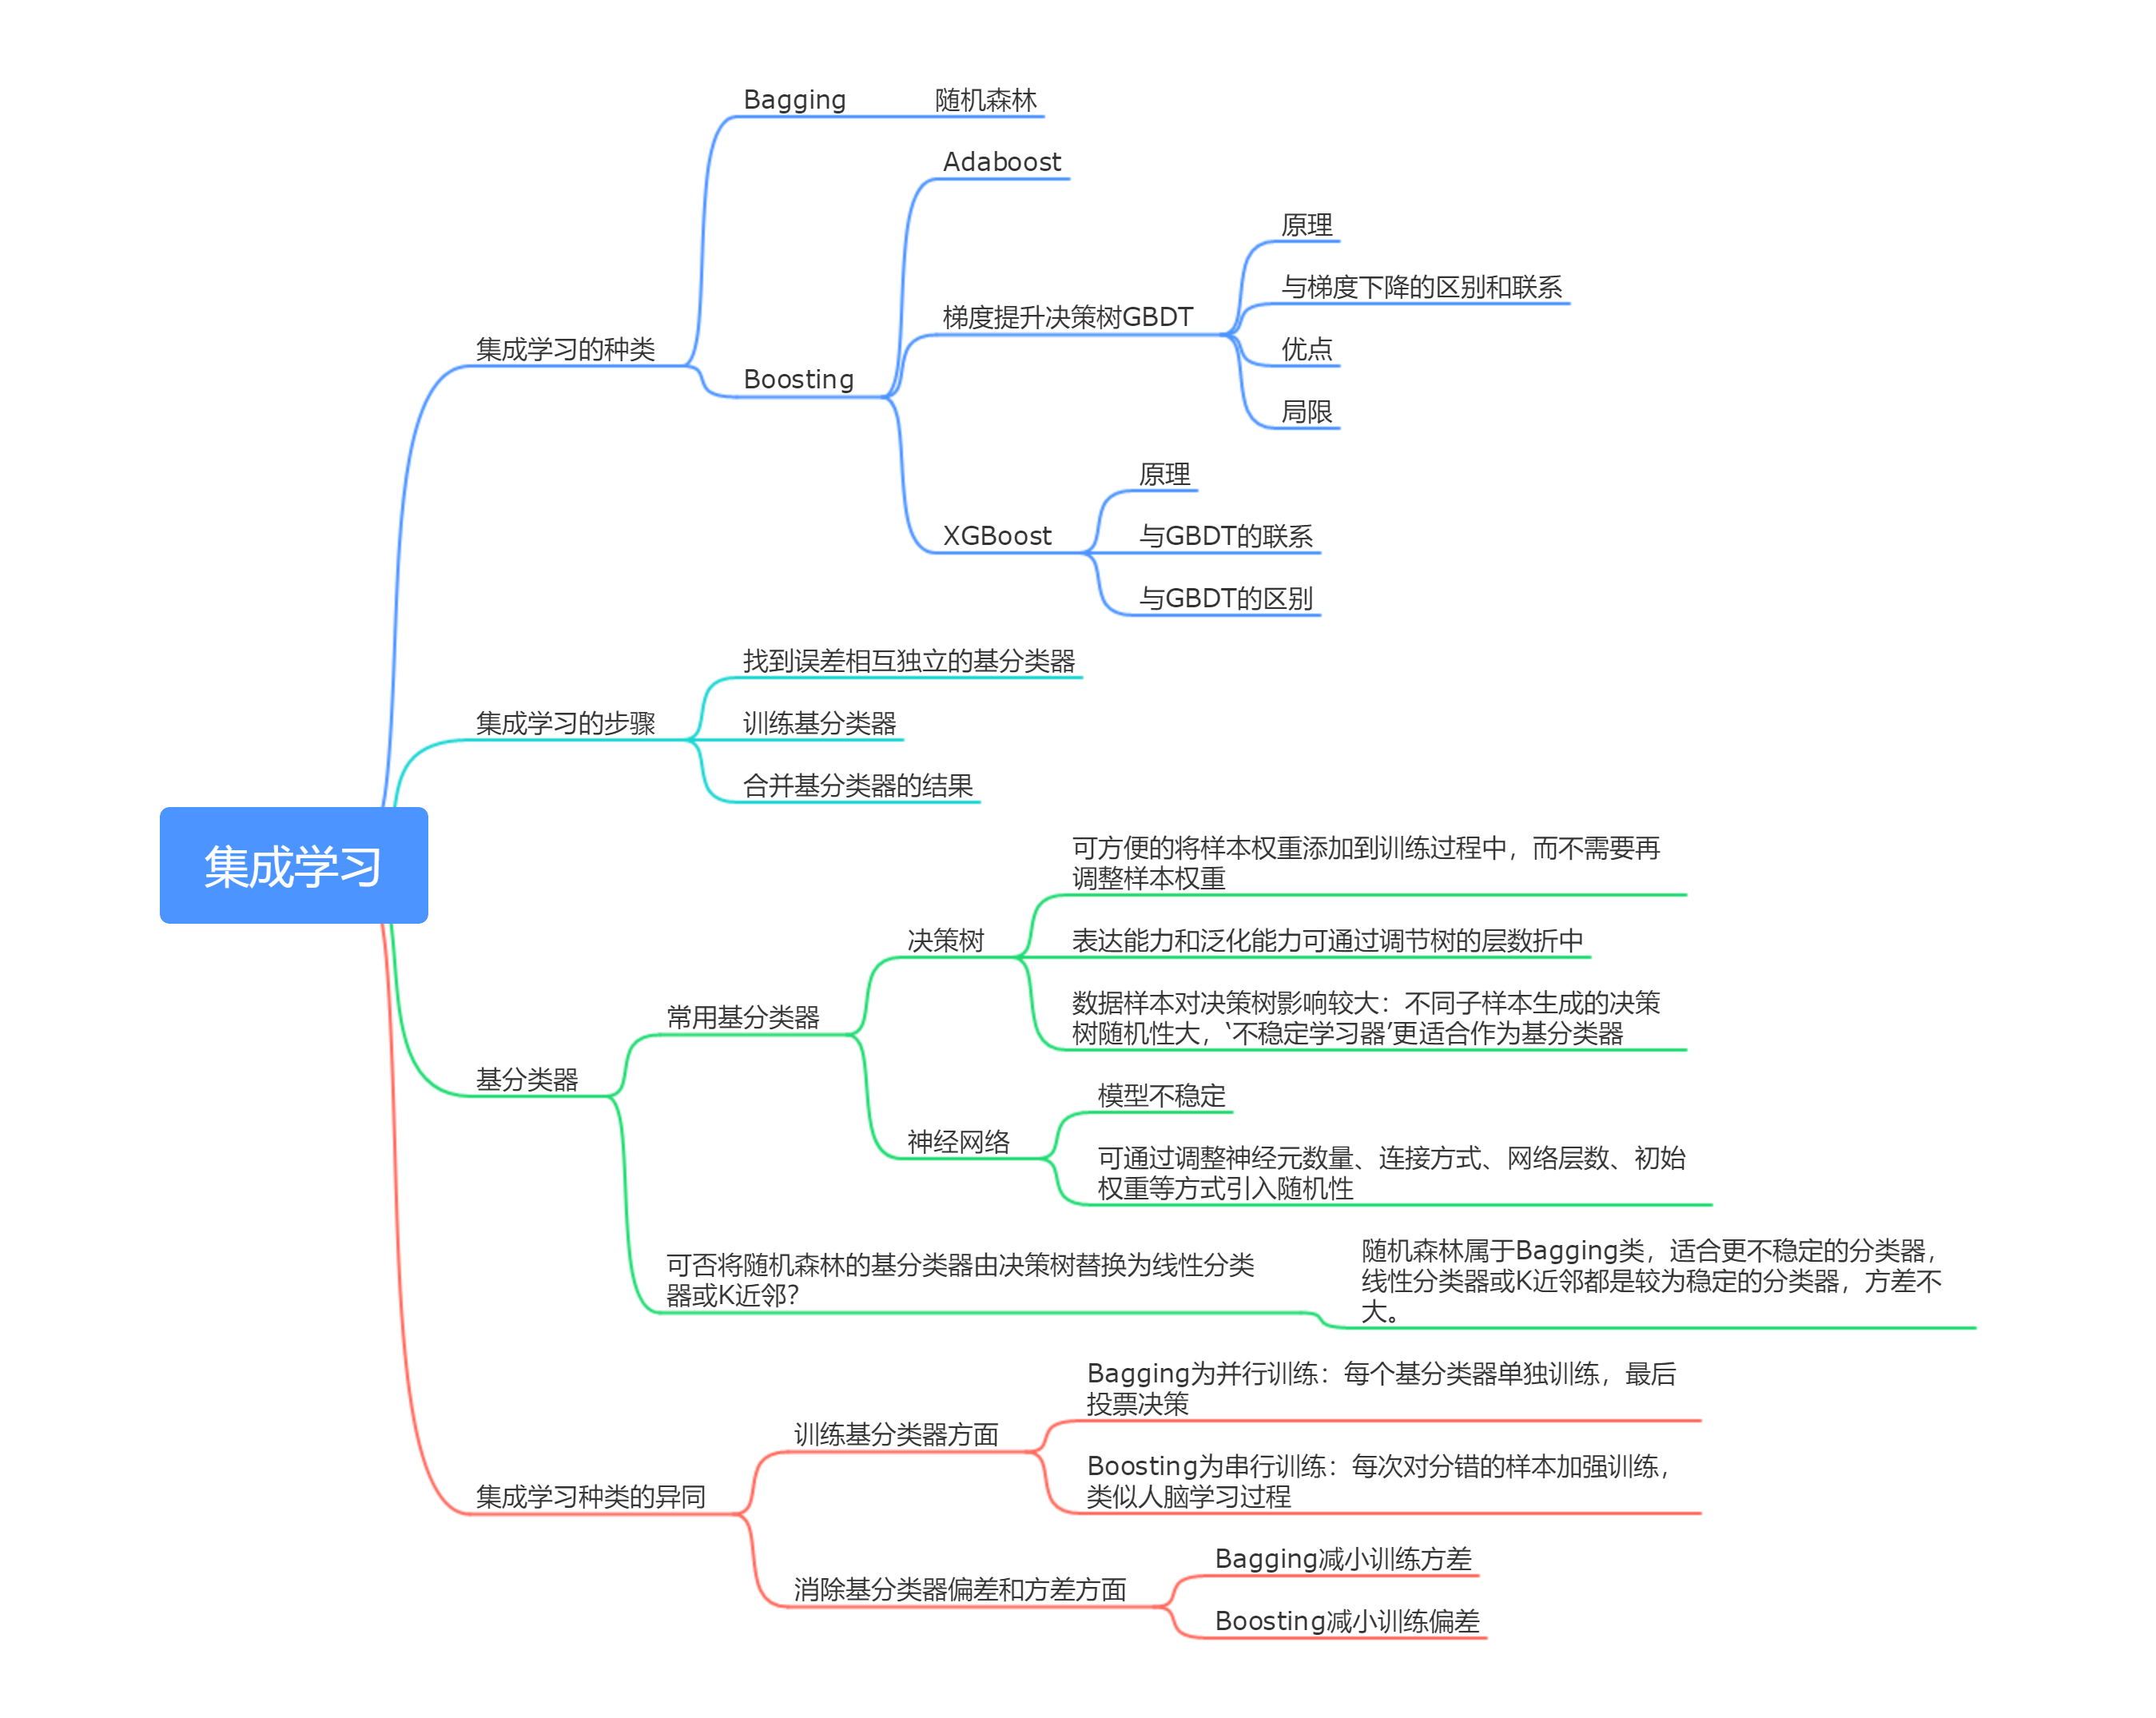 Bagging
随机森林
Adaboost
原理
与梯度下降的区别和联系
梯度提升决策树GBDT
集成学习的种类
优点
Boosting
局限
原理
XGBoost
与GBDT的联系
与GBDT的区别
找到误差相互独立的基分类器
集成学习的步骤
训练基分类器
合并基分类器的结果
集成学习
可方便的将样本权重添加到训练过程中，而不需要再
调整样本权重
决策树
表达能力和泛化能力可通过调节树的层数折中
数据样本对决策树影响较大：不同子样本生成的决策
树随机性大，‘不稳定学习器’更适合作为基分类器
常用基分类器
基分类器
模型不稳定
神经网络
可通过调整神经元数量、连接方式、网络层数、初始
权重等方式引入随机性
可否将随机森林的基分类器由决策树替换为线性分类
器或K近邻？
随机森林属于Bagging类，适合更不稳定的分类器，
线性分类器或K近邻都是较为稳定的分类器，方差不
大。
Bagging为并行训练：每个基分类器单独训练，最后
投票决策
训练基分类器方面
Boosting为串行训练：每次对分错的样本加强训练，
类似人脑学习过程
集成学习种类的异同
Bagging减小训练方差
消除基分类器偏差和方差方面
Boosting减小训练偏差